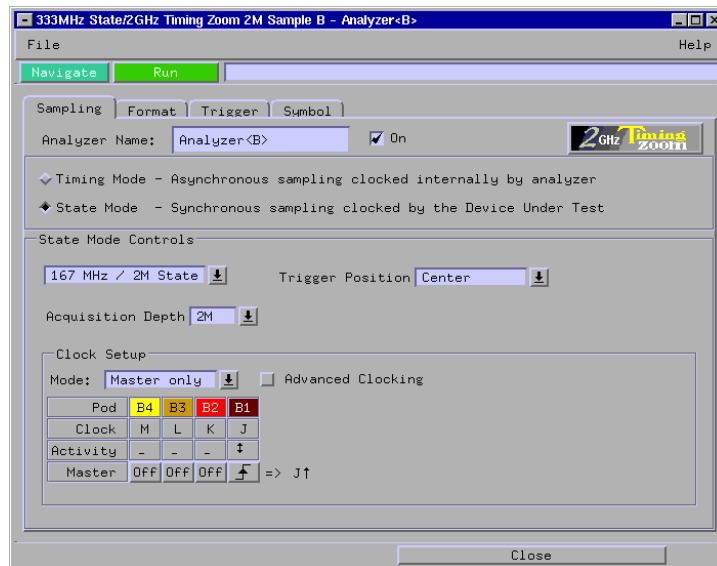 333MHz State/2GHz Timing Zoom 2M Sample B - Analyzer<B>
File Help
Navigate Run
Sampling Format Trigger Symbol
Analyzer Name: Analyzer<B> On 2GHz Timing Zoom
Timing Mode - Asynchronous sampling clocked internally by analyzer
State Mode - Synchronous sampling clocked by the Device Under Test
State Mode Controls
167 MHz / 2M State Trigger Position Center
Acquisition Depth 2M
Clock Setup
Mode: Master only Advanced Clocking
Pod B4 B3 B2 B1
Clock M L K J
Activity - - - ↕
Master Off Off Off => J↑
Close